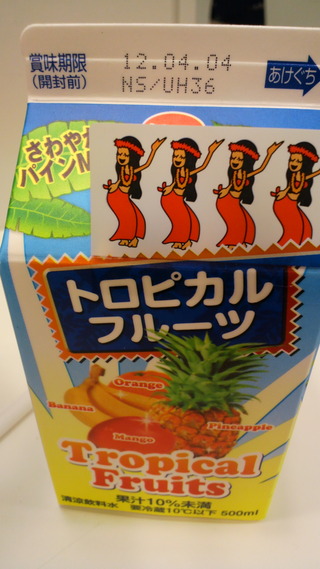 賞味期限
(開封前)
12.04.04
NS/UH36
あけぐち
さわやか
パイン
トロピカル
フルーツ
Orange
Banana
Pineapple
Mango
Tropical
Fruits
果汁10%未満
清涼飲料水 要冷蔵10℃以下 500ml